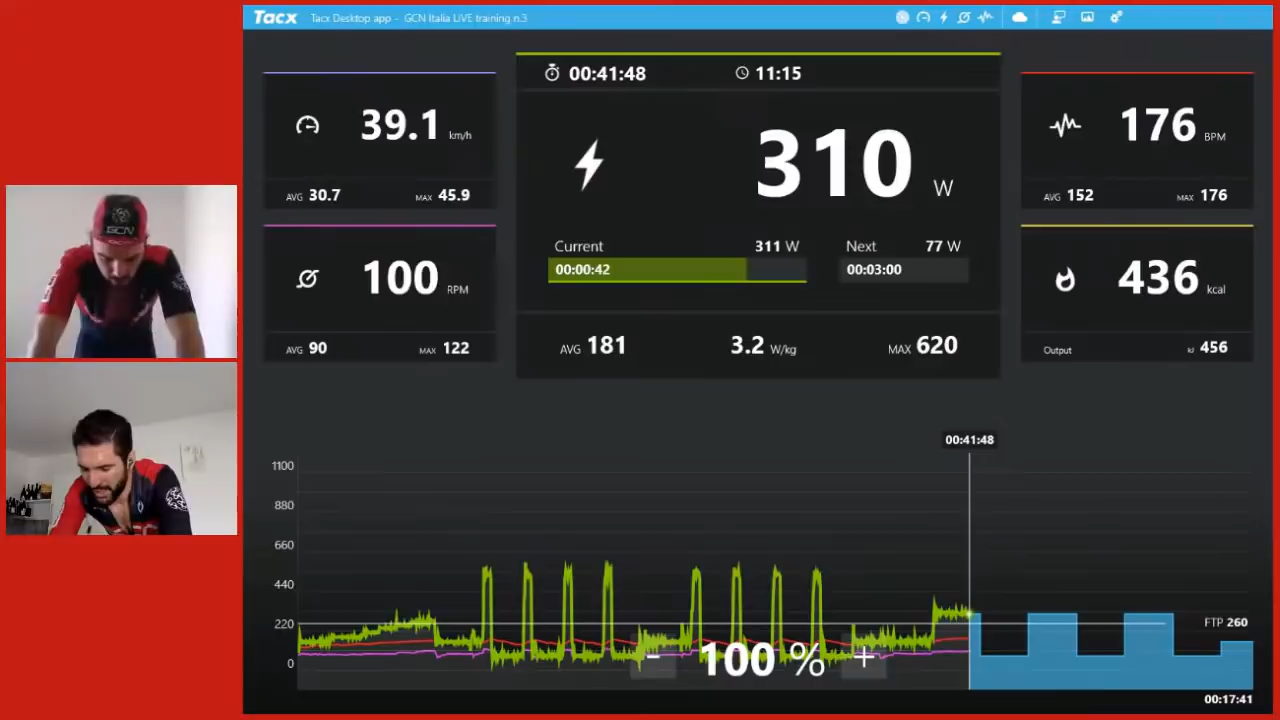 Tacx Tacx Desktop app - GCN Italia LIVE training n.3
00:41:48 11:15
39.1 km/h
AVG 30.7 MAX 45.9
310 W
176 BPM
AVG 152 MAX 176
GCN
100 RPM
AVG 90 MAX 122
Current 311 W Next 77 W
00:00:42 00:03:00
436 kcal
Output kJ 456
AVG 181 3.2 W/kg MAX 620
00:41:48
1100
880
660
440
220
0
FTP 260
- 100 % +
00:17:41